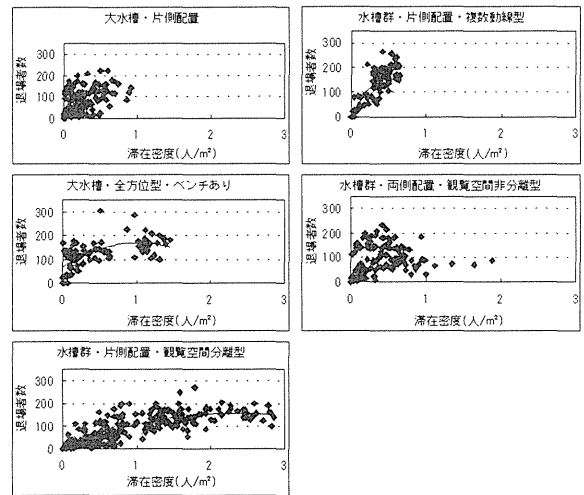 大水槽・片側配置
退場者数
300
200
100
0
0 1 2 3
滞在密度(人/m²)
水槽群・片側配置・複数動線型
退場者数
300
200
100
0
0 1 2 3
滞在密度(人/m²)
大水槽・全方位型・ベンチあり
退場者数
300
200
100
0
0 1 2 3
滞在密度(人/m²)
水槽群・両側配置・観覧空間非分離型
退場者数
300
200
100
0
0 1 2 3
滞在密度(人/m²)
水槽群・片側配置・観覧空間分離型
退場者数
300
200
100
0
0 1 2 3
滞在密度(人/m²)